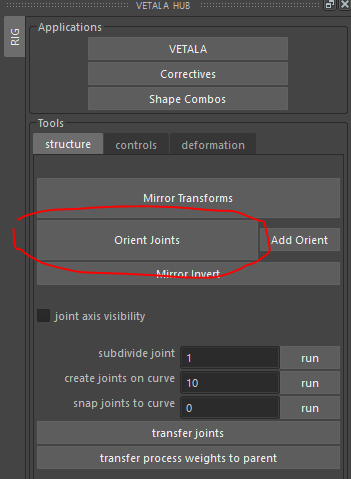 VETALA HUB
RIG
Applications
VETALA
Correctives
Shape Combos
Tools
structure controls deformation
Mirror Transforms
Orient Joints Add Orient
Mirror Invert
joint axis visibility
subdivide joint 1 run
create joints on curve 10 run
snap joints to curve 0 run
transfer joints
transfer process weights to parent